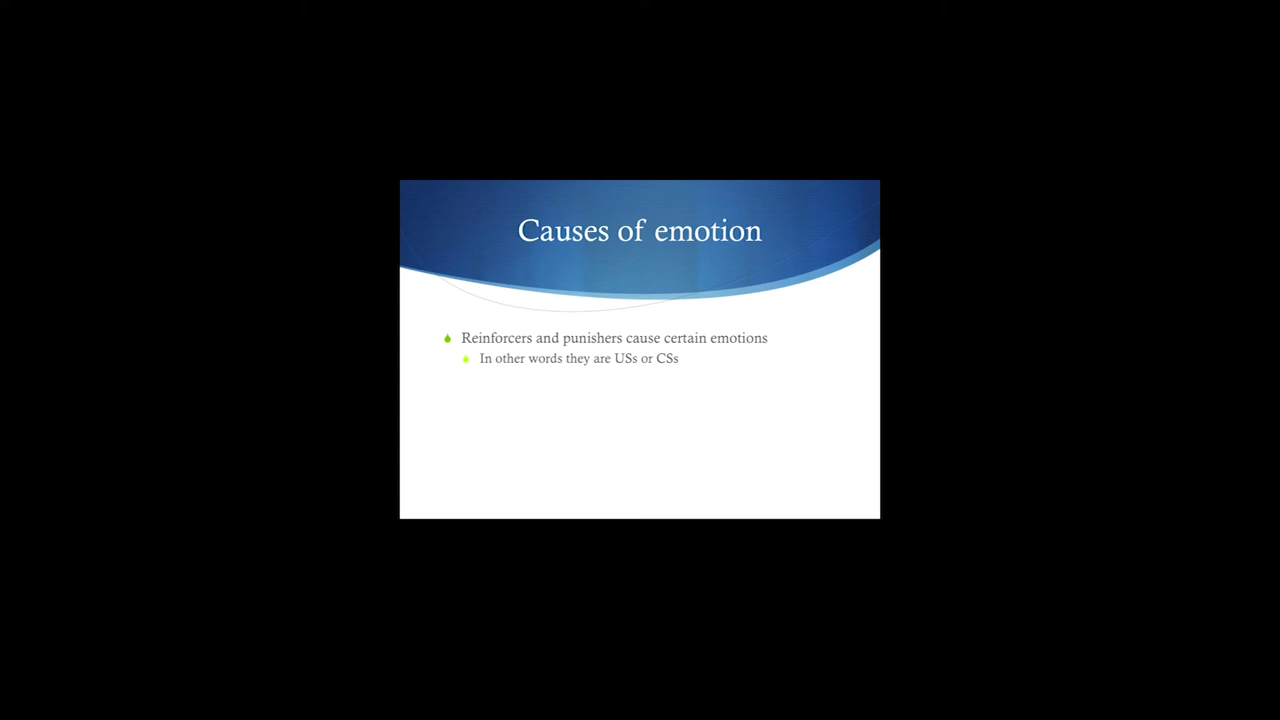 Causes of emotion
Reinforcers and punishers cause certain emotions
In other words they are USs or CSs